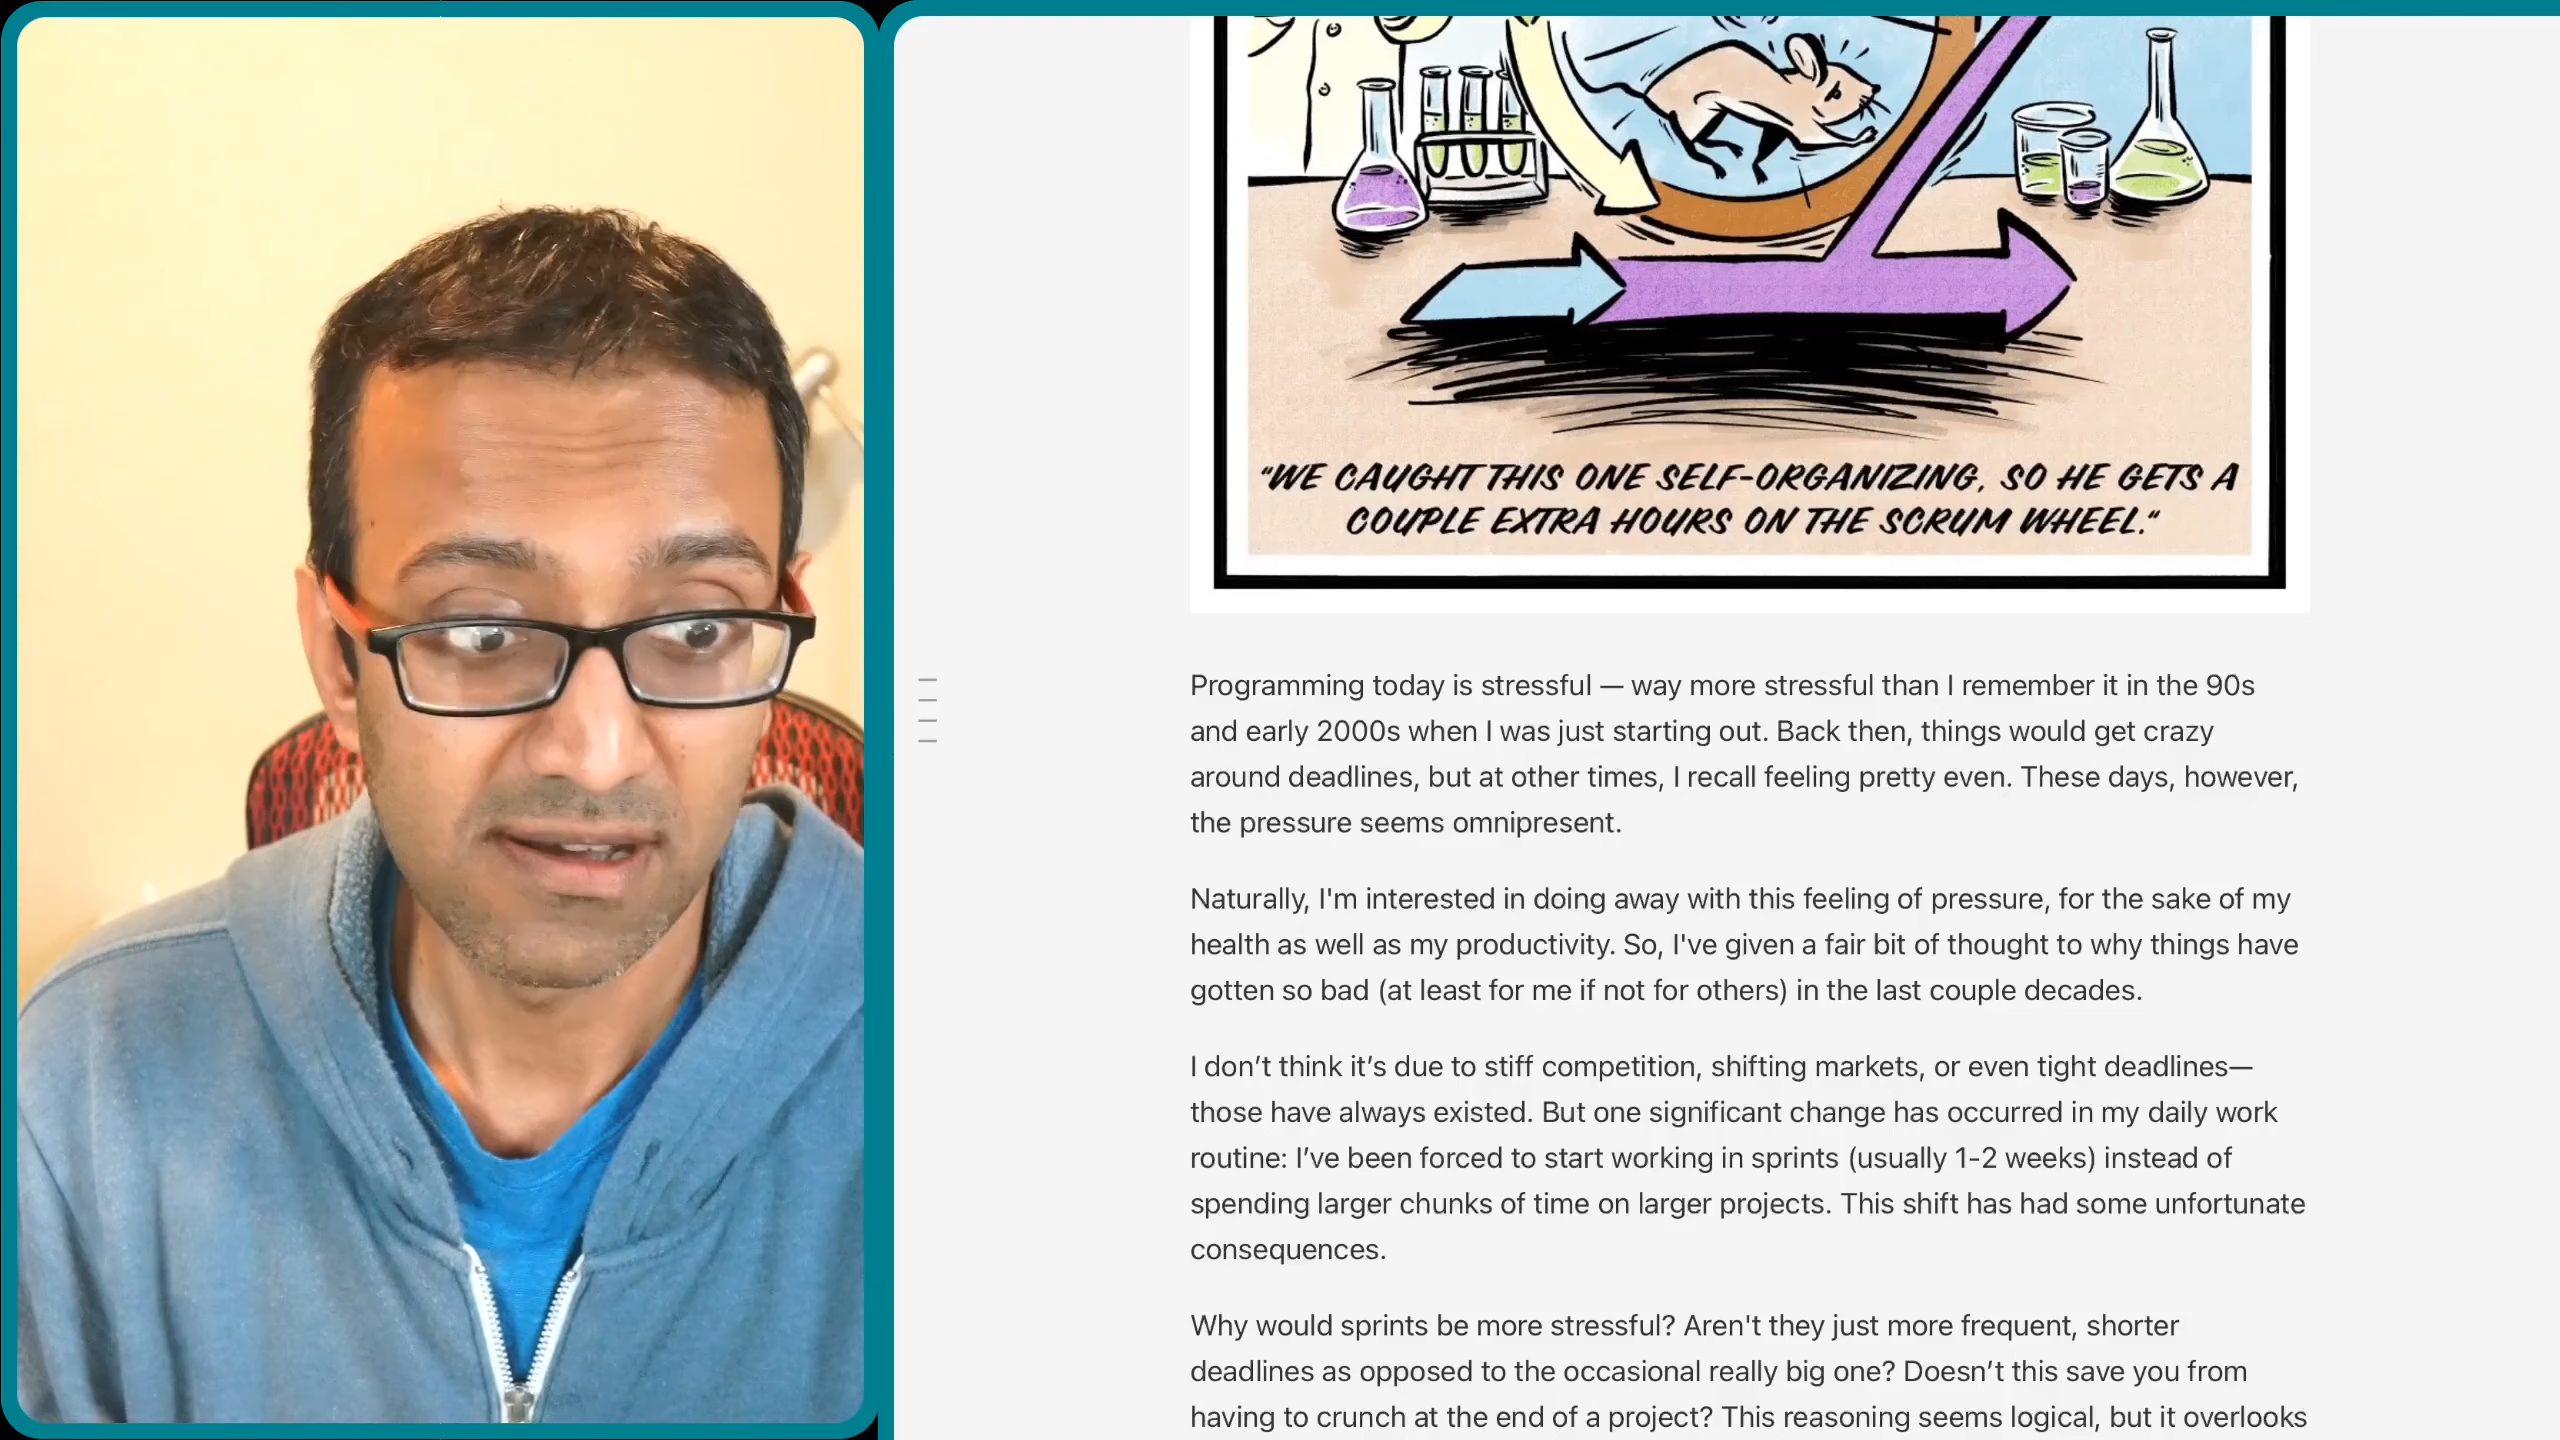 “WE CAUGHT THIS ONE SELF-ORGANIZING, SO HE GETS A
COUPLE EXTRA HOURS ON THE SCRUM WHEEL.“
Programming today is stressful — way more stressful than I remember it in the 90s
and early 2000s when I was just starting out. Back then, things would get crazy
around deadlines, but at other times, I recall feeling pretty even. These days, however,
the pressure seems omnipresent.
Naturally, I'm interested in doing away with this feeling of pressure, for the sake of my
health as well as my productivity. So, I've given a fair bit of thought to why things have
gotten so bad (at least for me if not for others) in the last couple decades.
I don’t think it’s due to stiff competition, shifting markets, or even tight deadlines—
those have always existed. But one significant change has occurred in my daily work
routine: I’ve been forced to start working in sprints (usually 1-2 weeks) instead of
spending larger chunks of time on larger projects. This shift has had some unfortunate
consequences.
Why would sprints be more stressful? Aren't they just more frequent, shorter
deadlines as opposed to the occasional really big one? Doesn’t this save you from
having to crunch at the end of a project? This reasoning seems logical, but it overlooks